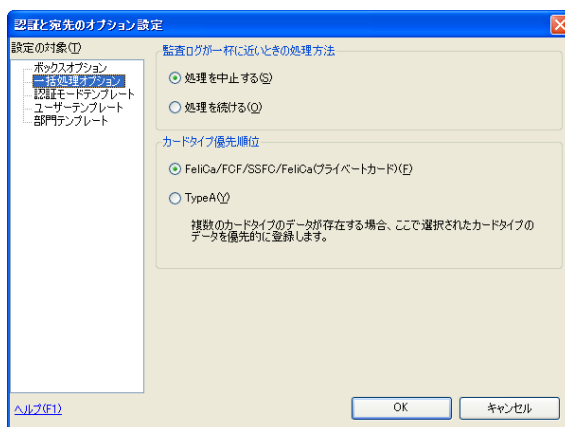 認証と宛先のオプション設定
設定の対象(T)
ボックスオプション
一括処理オプション
認証モードテンプレート
ユーザーテンプレート
部門テンプレート
監査ログが一杯に近いときの処理方法
処理を中止する(S)
処理を続ける(O)
カードタイプ優先順位
FeliCa/FCF/SSFC/FeliCa(プライベートカード)(F)
TypeA(Y)
複数のカードタイプのデータが存在する場合、ここで選択されたカードタイプの
データを優先的に登録します。
ヘルプ(F1)
OK
キャンセル